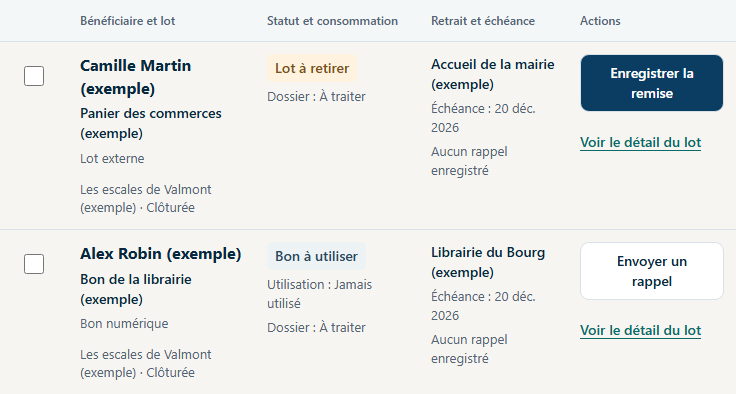 Bénéficiaire et lot
Statut et consommation
Retrait et échéance
Actions
Camille Martin
(exemple)
Panier des commerces
(exemple)
Lot externe
Les escales de Valmont
(exemple) · Clôturée
Lot à retirer
Dossier : À traiter
Accueil de la mairie
(exemple)
Échéance : 20 déc.
2026
Aucun rappel
enregistré
Enregistrer la
remise
Voir le détail du lot
Alex Robin (exemple)
Bon de la librairie
(exemple)
Bon numérique
Les escales de Valmont
(exemple) · Clôturée
Bon à utiliser
Utilisation : Jamais
utilisé
Dossier : À traiter
Librairie du Bourg
(exemple)
Échéance : 20 déc.
2026
Aucun rappel
enregistré
Envoyer un
rappel
Voir le détail du lot